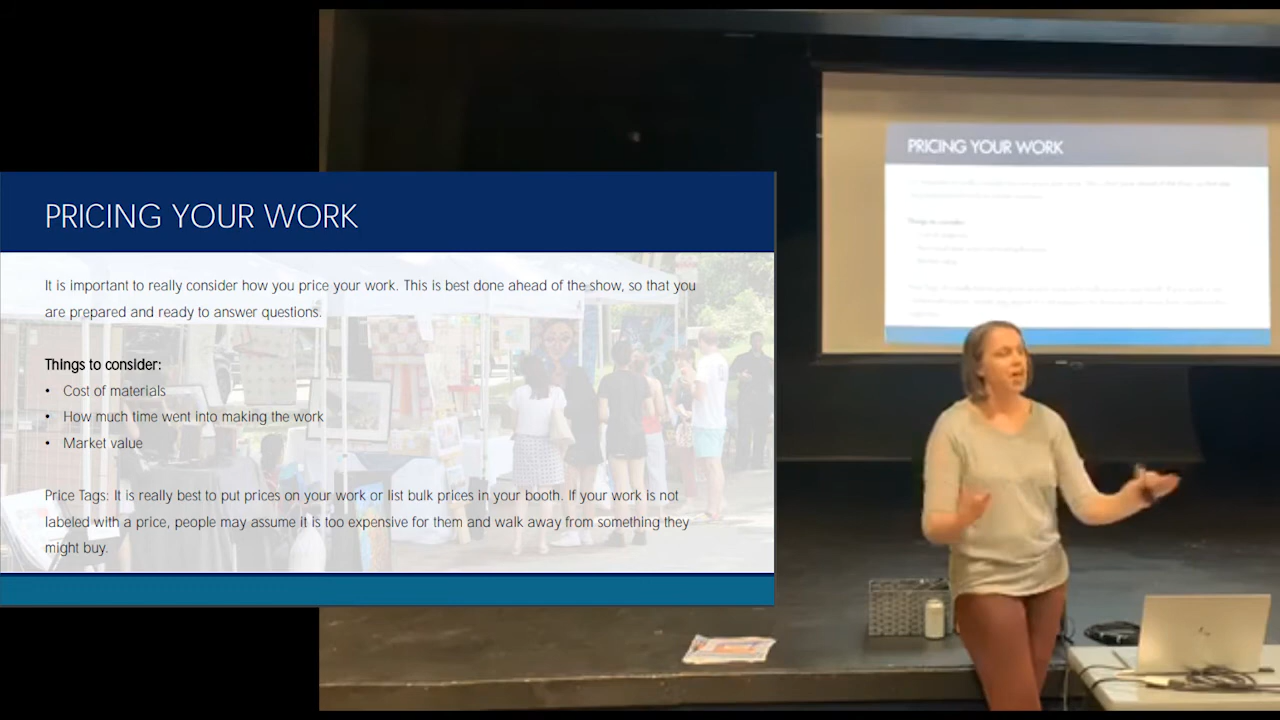 PRICING YOUR WORK
It is important to really consider how you price your work. This is best done ahead of the show, so that you
are prepared and ready to answer questions.
Things to consider:
• Cost of materials
• How much time went into making the work
• Market value
Price Tags: It is really best to put prices on your work or list bulk prices in your booth. If your work is not
labeled with a price, people may assume it is too expensive for them and walk away from something they
might buy.
PRICING YOUR WORK
Things to consider: